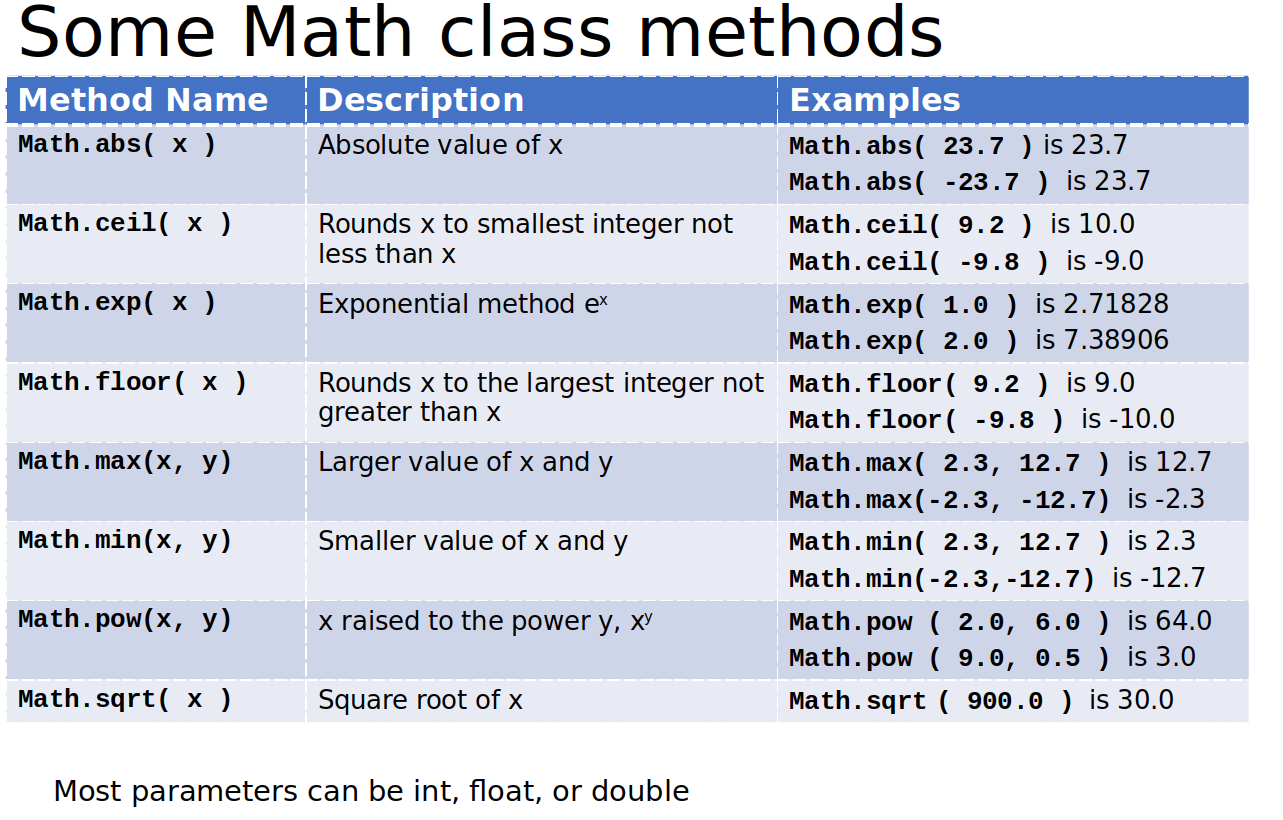 Some Math class methods
Method Name Description Examples
Math.abs( x ) Absolute value of x Math.abs( 23.7 ) is 23.7
Math.abs( -23.7 ) is 23.7
Math.ceil( x ) Rounds x to smallest integer not Math.ceil( 9.2 ) is 10.0
less than x Math.ceil( -9.8 ) is -9.0
Math.exp( x ) Exponential method eˣ Math.exp( 1.0 ) is 2.71828
Math.exp( 2.0 ) is 7.38906
Math.floor( x ) Rounds x to the largest integer not Math.floor( 9.2 ) is 9.0
greater than x Math.floor( -9.8 ) is -10.0
Math.max(x, y) Larger value of x and y Math.max( 2.3, 12.7 ) is 12.7
Math.max(-2.3, -12.7) is -2.3
Math.min(x, y) Smaller value of x and y Math.min( 2.3, 12.7 ) is 2.3
Math.min(-2.3,-12.7) is -12.7
Math.pow(x, y) x raised to the power y, xʸ Math.pow ( 2.0, 6.0 ) is 64.0
Math.pow ( 9.0, 0.5 ) is 3.0
Math.sqrt( x ) Square root of x Math.sqrt ( 900.0 ) is 30.0
Most parameters can be int, float, or double